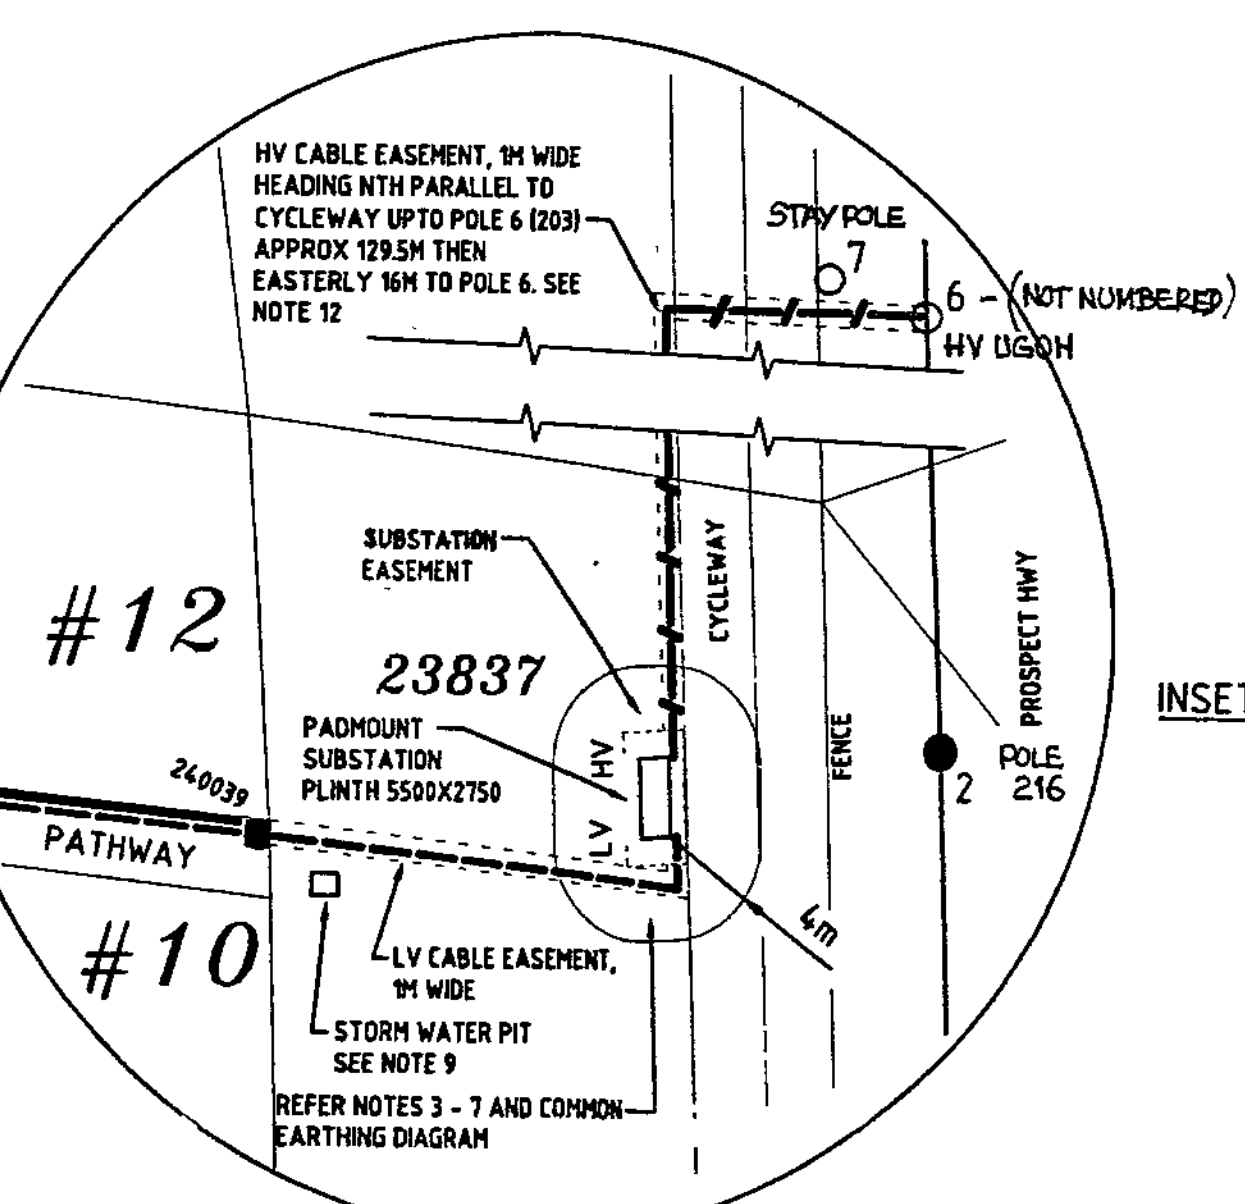 HV CABLE EASEMENT, 1M WIDE
HEADING NTH PARALLEL TO
CYCLEWAY UPTO POLE 6 (203)
APPROX 129.5M THEN
EASTERLY 16M TO POLE 6. SEE
NOTE 12
STAY POLE
7
6 - (NOT NUMBERED)
HV UGOH
SUBSTATION
EASEMENT
CYCLEWAY
PROSPECT HWY
#12
23837
INSET
PADMOUNT
SUBSTATION
PLINTH 5500X2750
HV
LV
FENCE
POLE
216
2
240039
PATHWAY
#10
4m
LV CABLE EASEMENT,
1M WIDE
STORM WATER PIT
SEE NOTE 9
REFER NOTES 3 - 7 AND COMMON
EARTHING DIAGRAM